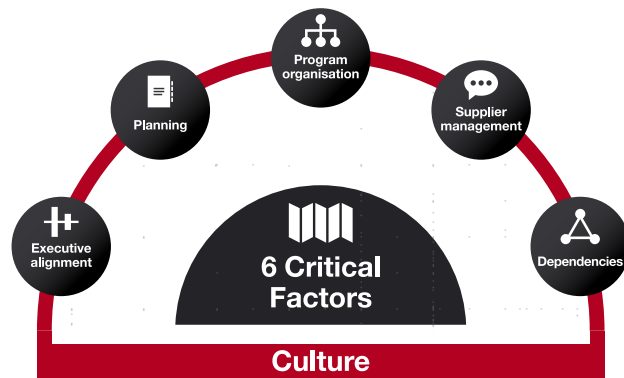 Program
organisation
Planning
Supplier
management
Executive
alignment
Dependencies
6 Critical
Factors
Culture